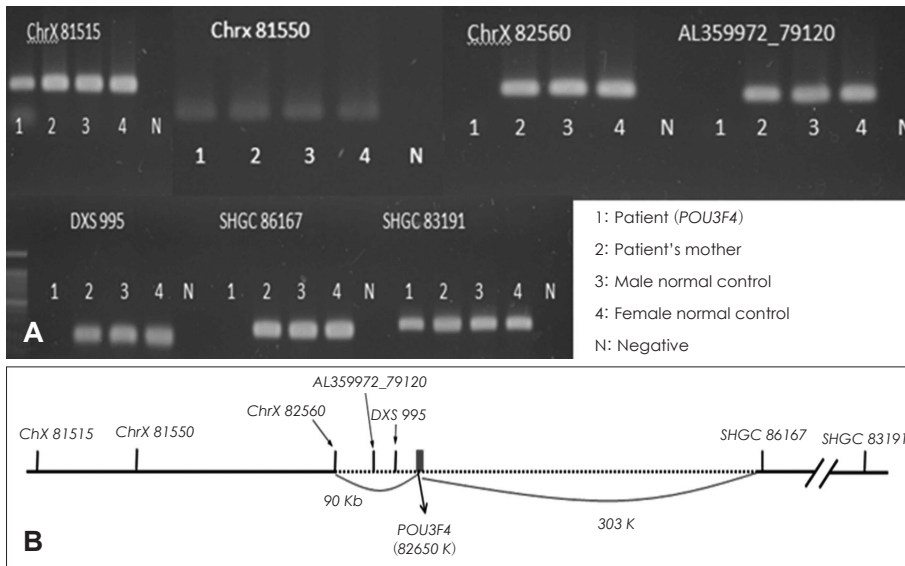 ChrX 81515
Chrx 81550
ChrX 82560
AL359972_79120
1 2 3 4 N
1 2 3 4 N
1 2 3 4 N
1 2 3 4 N
DXS 995
SHGC 86167
SHGC 83191
1 2 3 4 N
1 2 3 4 N
1 2 3 4 N
A
1: Patient (POU3F4)
2: Patient's mother
3: Male normal control
4: Female normal control
N: Negative
AL359972_79120
ChrX 82560
DXS 995
ChX 81515
ChrX 81550
SHGC 86167
SHGC 83191
90 Kb
303 K
POU3F4
(82650 K)
B